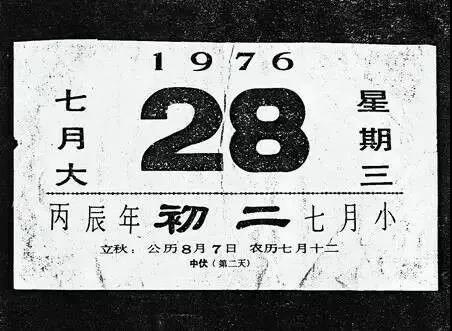 1976
七月大 28 星期三
丙辰年 初二 七月小
立秋：公历8月7日 农历七月十二
中伏（第二天）